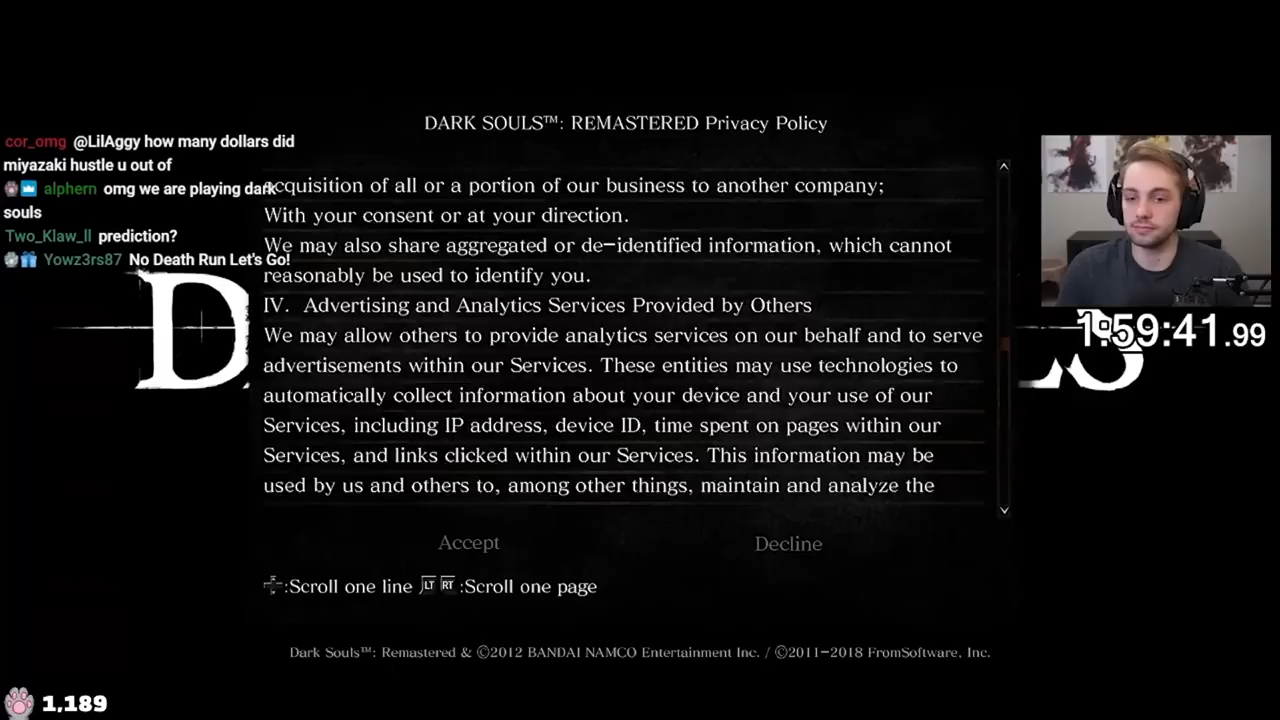 DARK SOULS™: REMASTERED Privacy Policy
cor_omg @LilAggy how many dollars did
miyazaki hustle u out of
alphern omg we are playing dark
souls
Two_Klaw_ll prediction?
Yowz3rs87 No Death Run Let's Go!
cquisition of all or a portion of our business to another company;
With your consent or at your direction.
We may also share aggregated or de-identified information, which cannot
reasonably be used to identify you.
IV. Advertising and Analytics Services Provided by Others
We may allow others to provide analytics services on our behalf and to serve
advertisements within our Services. These entities may use technologies to
automatically collect information about your device and your use of our
Services, including IP address, device ID, time spent on pages within our
Services, and links clicked within our Services. This information may be
used by us and others to, among other things, maintain and analyze the
1:59:41.99
Accept Decline
:Scroll one line LT RT :Scroll one page
Dark Souls™: Remastered & ©2012 BANDAI NAMCO Entertainment Inc. / ©2011-2018 FromSoftware, Inc.
1,189